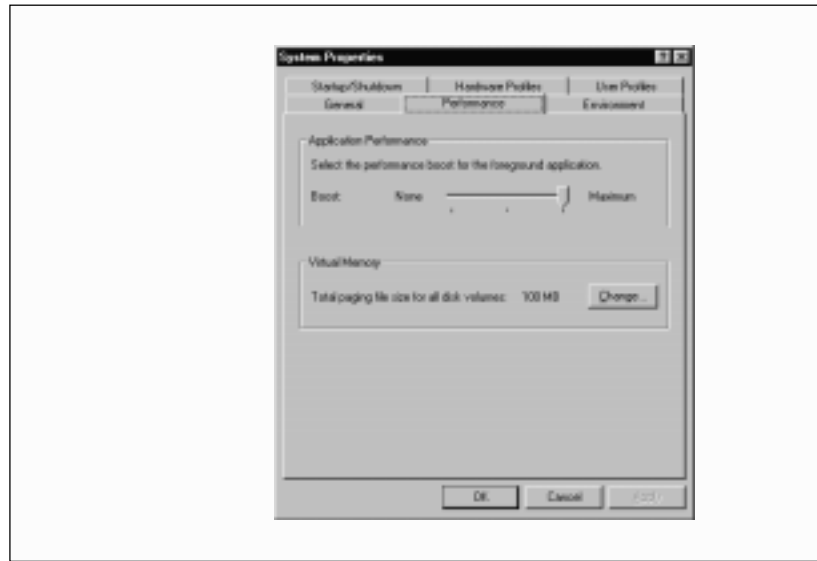 System Properties
Startup/Shutdown Hardware Profiles User Profiles
General Performance Environment
Application Performance
Select the performance boost for the foreground application.
Boost: None Maximum
Virtual Memory
Total paging file size for all disk volumes: 100 MB Change...
OK Cancel Apply